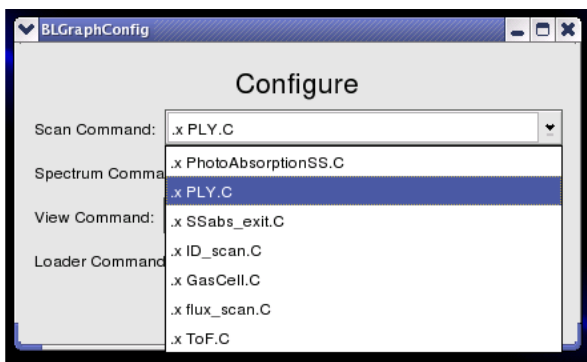 BLGraphConfig
Configure
Scan Command: .x PLY.C
.x PhotoAbsorptionSS.C
Spectrum Comma
.x PLY.C
View Command: .x SSabs_exit.C
.x ID_scan.C
Loader Command
.x GasCell.C
.x flux_scan.C
.x ToF.C